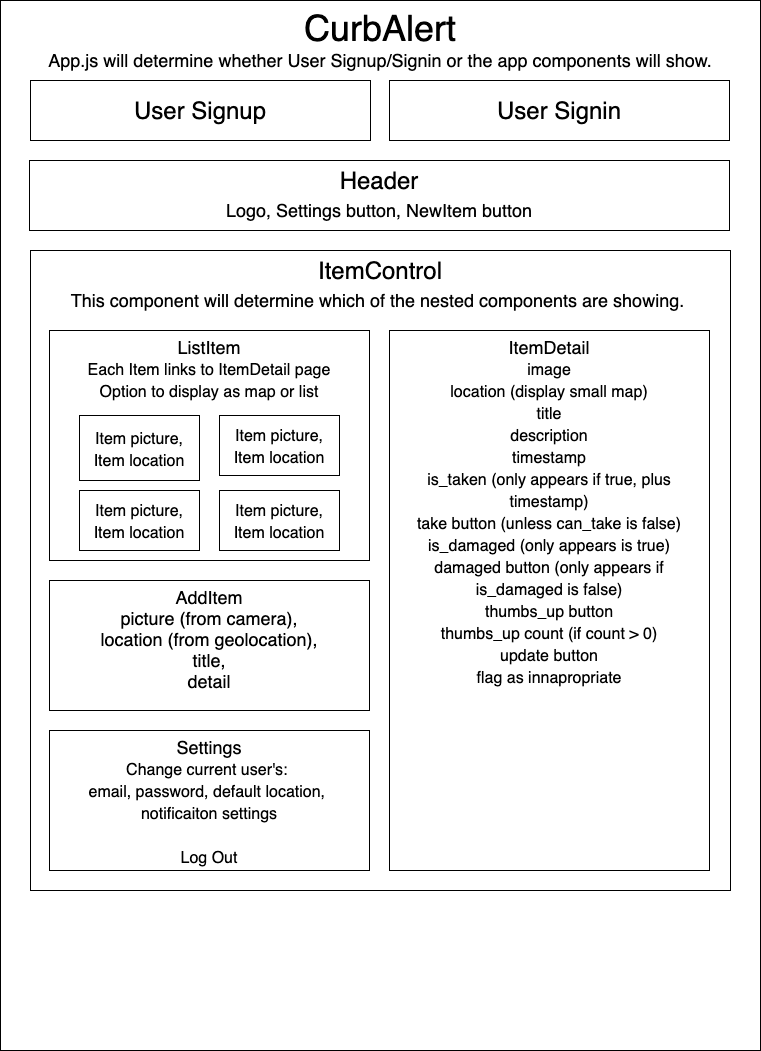 CurbAlert
App.js will determine whether User Signup/Signin or the app components will show.
User Signup
User Signin
Header
Logo, Settings button, NewItem button
ItemControl
This component will determine which of the nested components are showing.
ListItem
Each Item links to ItemDetail page
Option to display as map or list
Item picture,
Item location
Item picture,
Item location
Item picture,
Item location
Item picture,
Item location
AddItem
picture (from camera),
location (from geolocation),
title,
detail
Settings
Change current user's:
email, password, default location,
notificaiton settings
Log Out
ItemDetail
image
location (display small map)
title
description
timestamp
is_taken (only appears if true, plus
timestamp)
take button (unless can_take is false)
is_damaged (only appears is true)
damaged button (only appears if
is_damaged is false)
thumbs_up button
thumbs_up count (if count > 0)
update button
flag as innapropriate